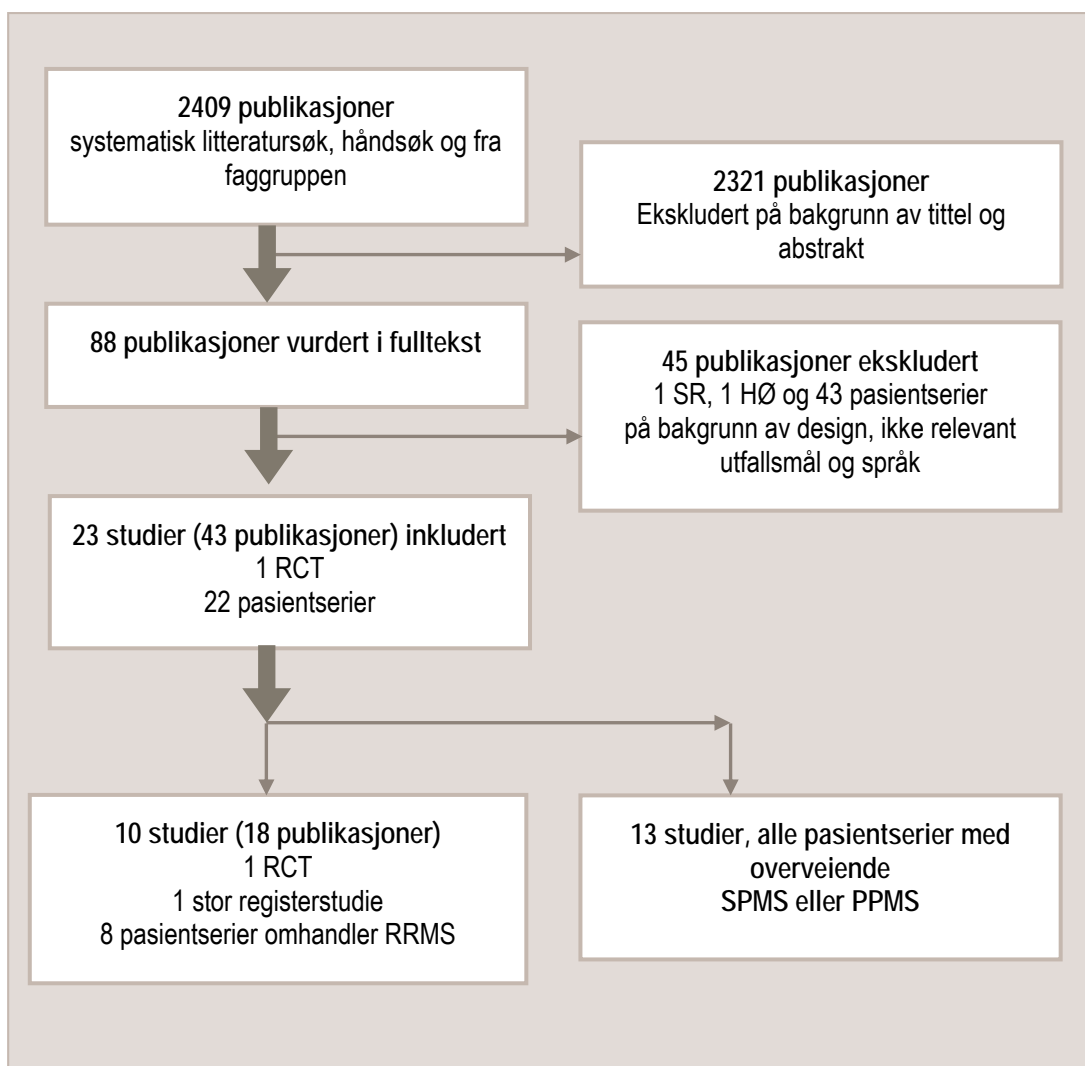 2409 publikasjoner
systematisk litteratursøk, håndsøk og fra
faggruppen
2321 publikasjoner
Ekskludert på bakgrunn av tittel og
abstrakt
88 publikasjoner vurdert i fulltekst
45 publikasjoner ekskludert
1 SR, 1 HØ og 43 pasientserier
på bakgrunn av design, ikke relevant
utfallsmål og språk
23 studier (43 publikasjoner) inkludert
1 RCT
22 pasientserier
10 studier (18 publikasjoner)
1 RCT
1 stor registerstudie
8 pasientserier omhandler RRMS
13 studier, alle pasientserier med
overveiende
SPMS eller PPMS